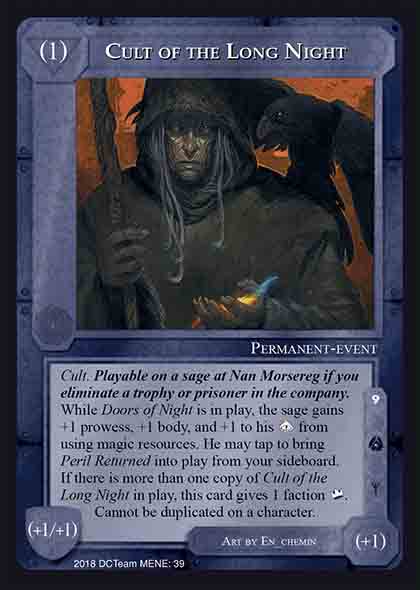 (1)
CULT OF THE LONG NIGHT
PERMANENT-EVENT
Cult. Playable on a sage at Nan Morsereg if you
eliminate a trophy or prisoner in the company.
While Doors of Night is in play, the sage gains
+1 prowess, +1 body, and +1 to his from
using magic resources. He may tap to bring
Peril Returned into play from your sideboard.
If there is more than one copy of Cult of the
Long Night in play, this card gives 1 faction .
Cannot be duplicated on a character.
9
(+1/+1)
ART BY EN_CHEMIN
(+1)
2018 DCTeam MENE: 39